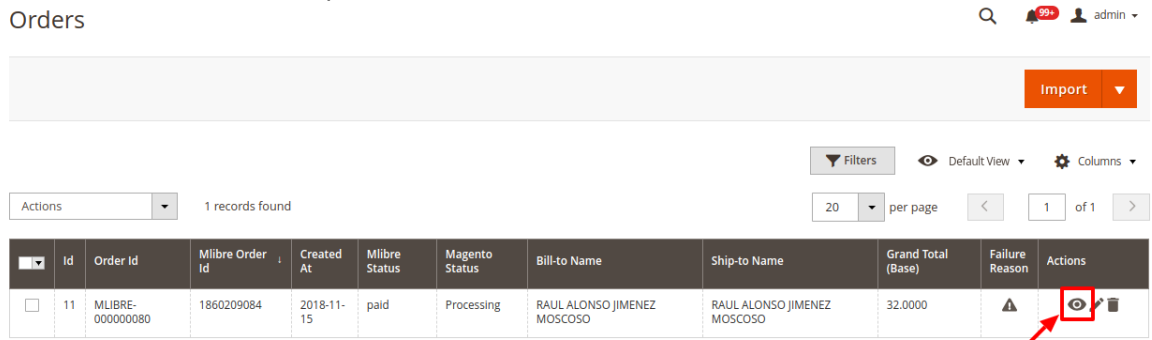 Orders
99+ admin
Import
Filters Default View Columns
Actions 1 records found 20 per page 1 of 1
Id Order Id Mlibre Order Id ↓ Created At Mlibre Status Magento Status Bill-to Name Ship-to Name Grand Total (Base) Failure Reason Actions
11 MLIBRE-000000080 1860209084 2018-11-15 paid Processing RAUL ALONSO JIMENEZ MOSCOSO RAUL ALONSO JIMENEZ MOSCOSO 32.0000